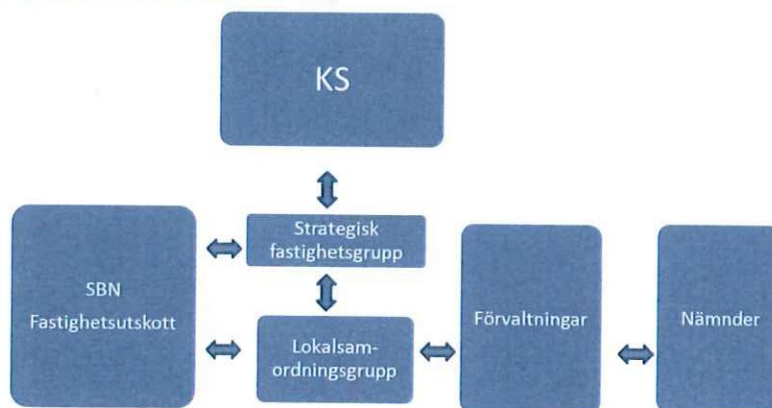 KS
Strategisk
fastighetsgrupp
SBN
Fastighetsutskott
Lokalsam-
ordningsgrupp
Förvaltningar
Nämnder